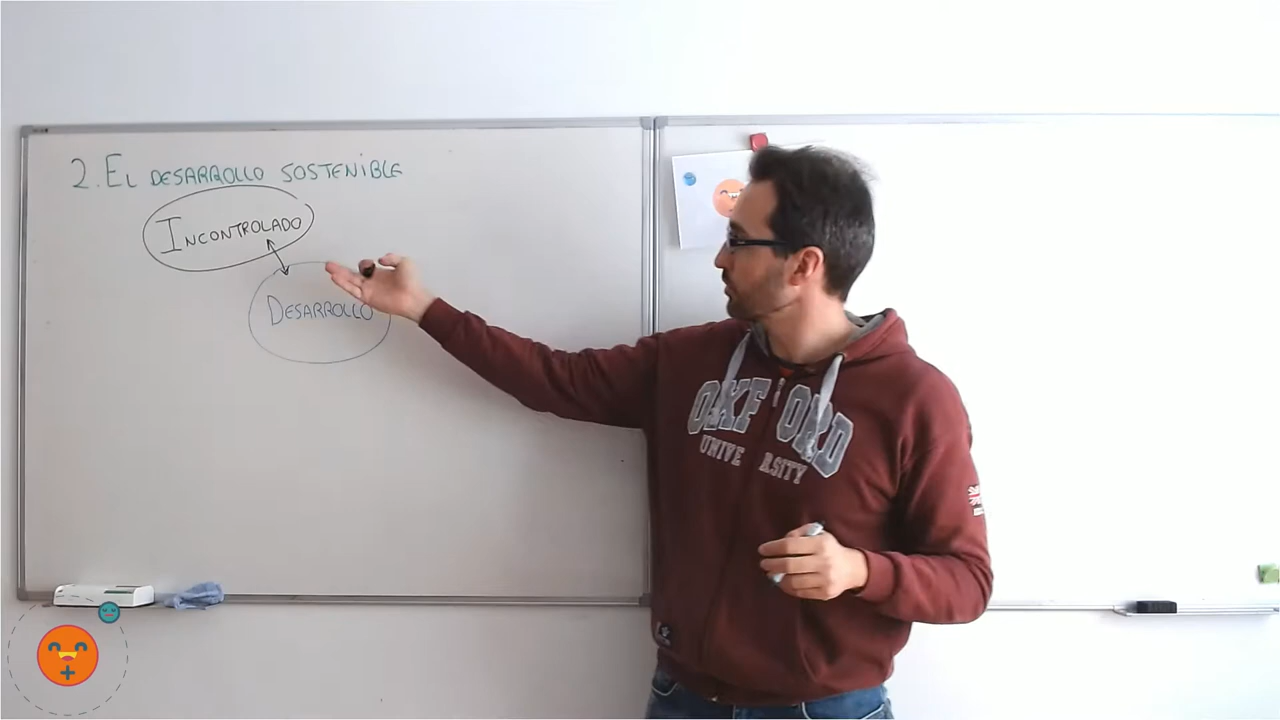 2. El DESARROLLO SOSTENIBLE
INCONTROLADO
DESARROLLO
OXFORD
UNIVERSITY